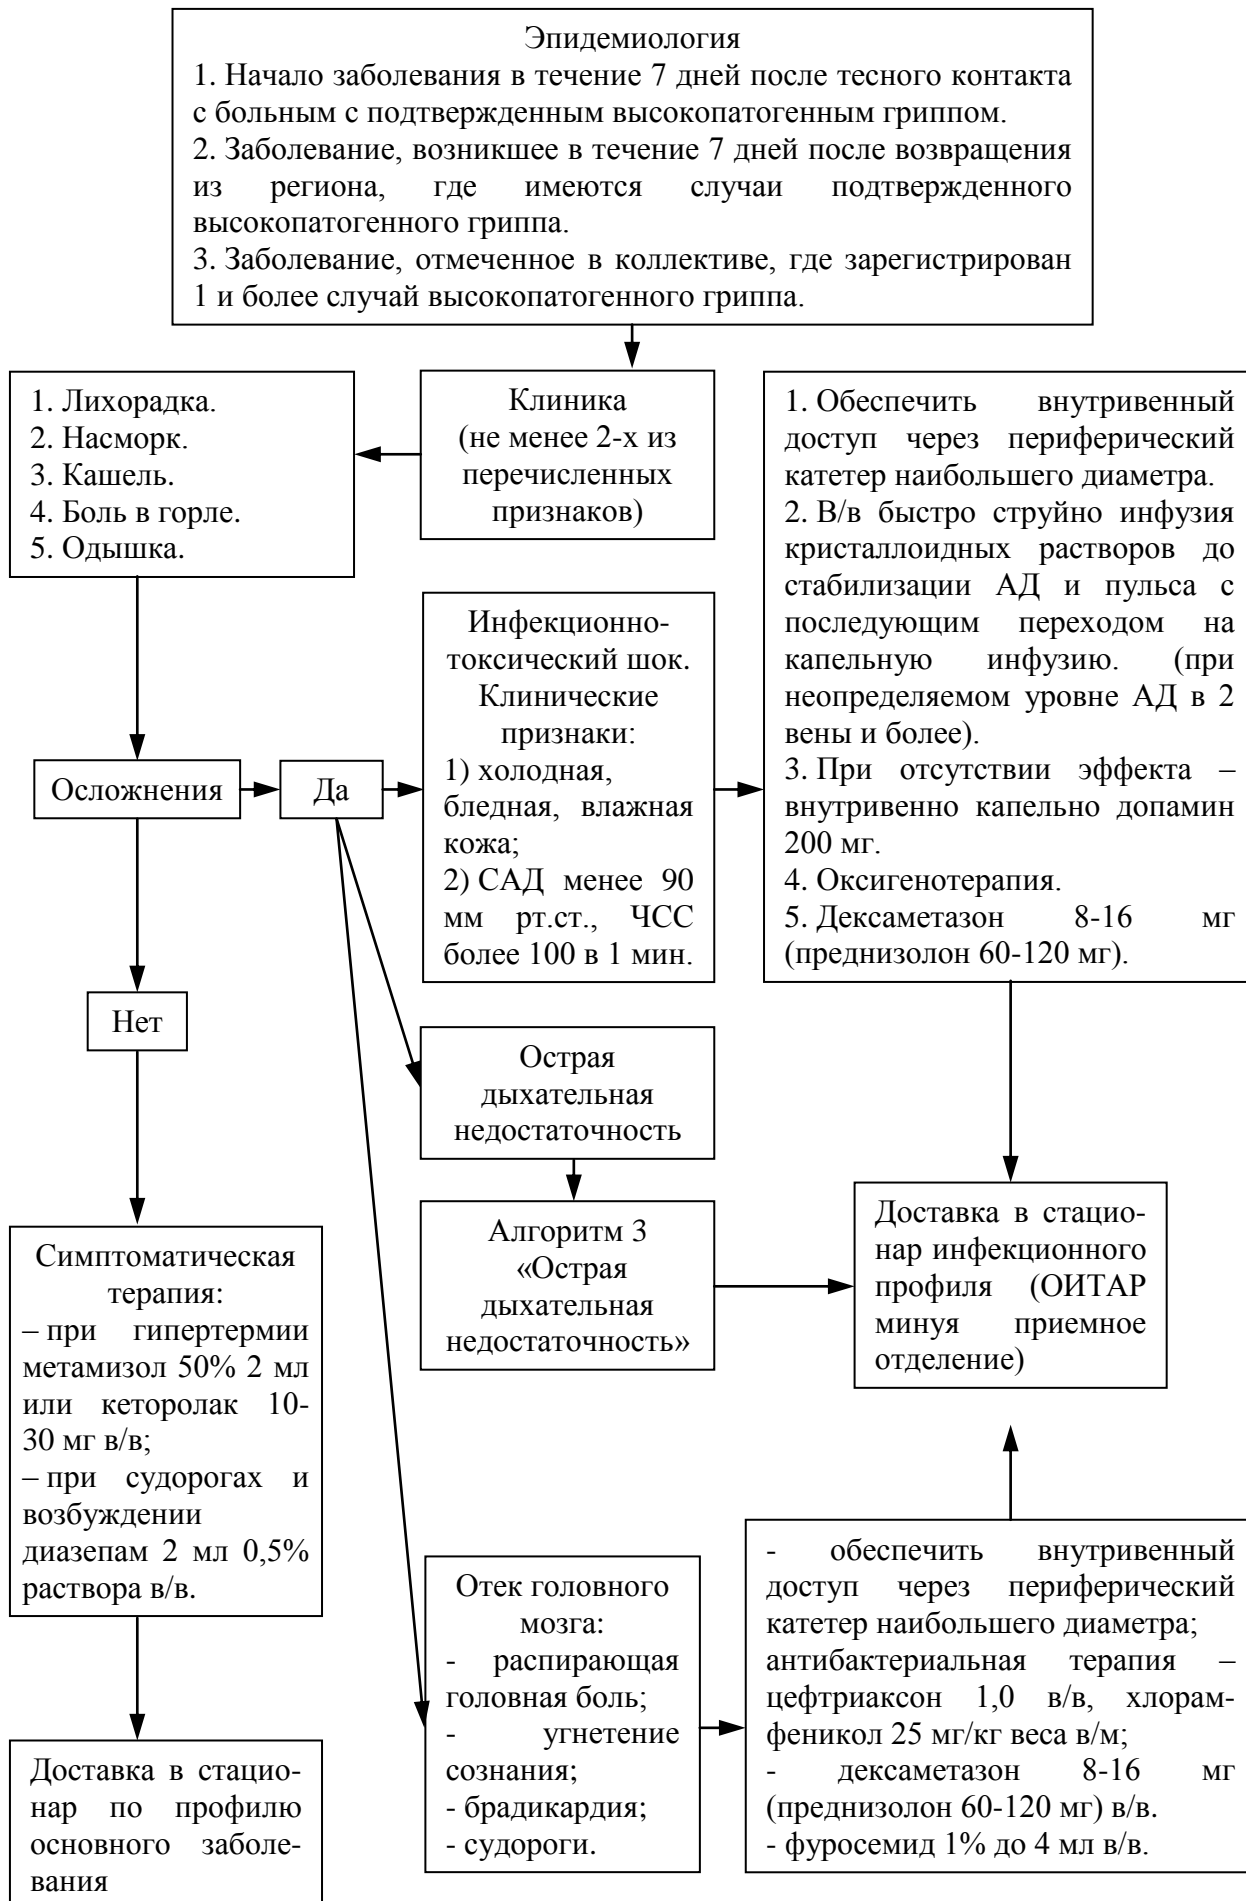 Эпидемиология
1. Начало заболевания в течение 7 дней после тесного контакта
с больным с подтвержденным высокопатогенным гриппом.
2. Заболевание, возникшее в течение 7 дней после возвращения
из региона, где имеются случаи подтвержденного
высокопатогенного гриппа.
3. Заболевание, отмеченное в коллективе, где зарегистрирован
1 и более случай высокопатогенного гриппа.
1. Лихорадка.
2. Насморк.
3. Кашель.
4. Боль в горле.
5. Одышка.
Клиника
(не менее 2-х из
перечисленных
признаков)
1. Обеспечить внутривенный
доступ через периферический
катетер наибольшего диаметра.
2. В/в быстро струйно инфузия
кристаллоидных растворов до
стабилизации АД и пульса с
последующим переходом на
капельную инфузию. (при
неопределяемом уровне АД в 2
вены и более).
3. При отсутствии эффекта –
внутривенно капельно допамин
200 мг.
4. Оксигенотерапия.
5. Дексаметазон 8-16 мг
(преднизолон 60-120 мг).
Инфекционно-
токсический шок.
Клинические
признаки:
1) холодная,
бледная, влажная
кожа;
2) САД менее 90
мм рт.ст., ЧСС
более 100 в 1 мин.
Осложнения
Да
Нет
Острая
дыхательная
недостаточность
Алгоритм 3
«Острая
дыхательная
недостаточность»
Доставка в стацио-
нар инфекционного
профиля (ОИТАР
минуя приемное
отделение)
Симптоматическая
терапия:
– при гипертермии
метамизол 50% 2 мл
или кеторолак 10-
30 мг в/в;
– при судорогах и
возбуждении
диазепам 2 мл 0,5%
раствора в/в.
Отек головного
мозга:
- распирающая
головная боль;
- угнетение
сознания;
- брадикардия;
- судороги.
- обеспечить внутривенный
доступ через периферический
катетер наибольшего диаметра;
антибактериальная терапия –
цефтриаксон 1,0 в/в, хлорам-
феникол 25 мг/кг веса в/м;
- дексаметазон 8-16 мг
(преднизолон 60-120 мг) в/в.
- фуросемид 1% до 4 мл в/в.
Доставка в стацио-
нар по профилю
основного заболе-
вания